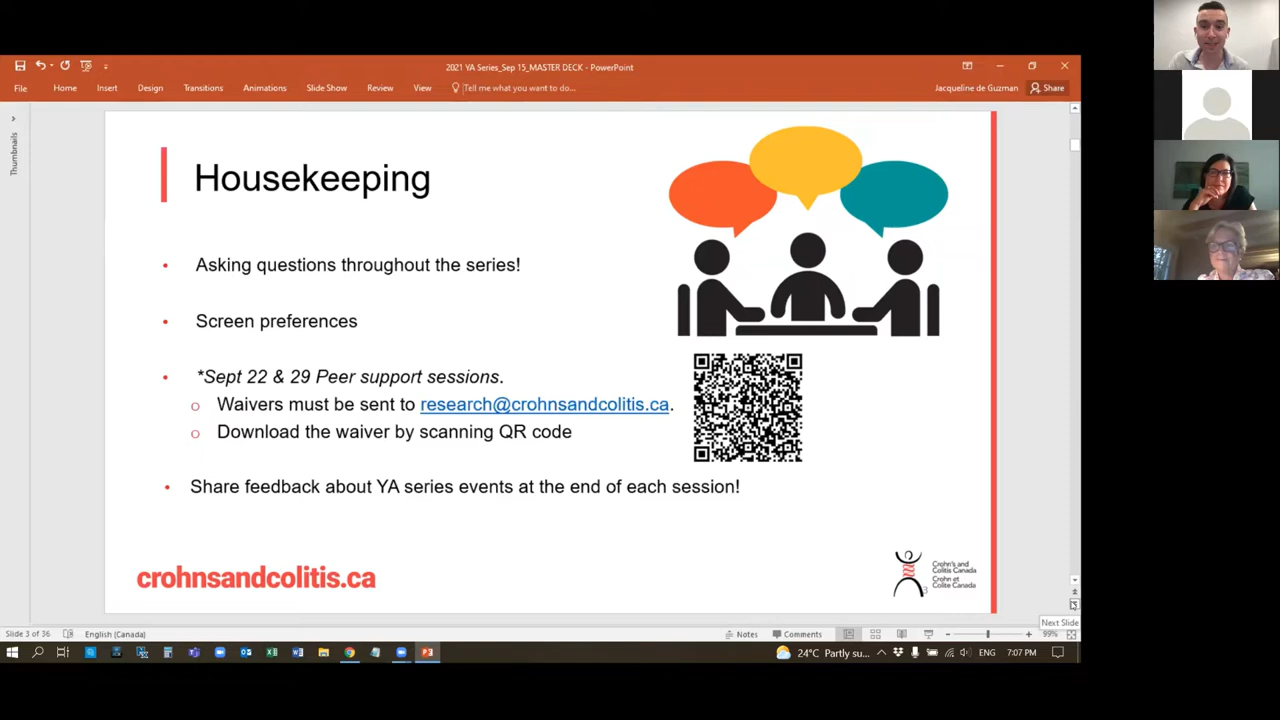 2021 YA Series_Sep 15_MASTER DECK - PowerPoint
File Home Insert Design Transitions Animations Slide Show Review View Tell me what you want to do... Jacqueline de Guzman Share
Thumbnails
Housekeeping
• Asking questions throughout the series!
• Screen preferences
• *Sept 22 & 29 Peer support sessions.
o Waivers must be sent to research@crohnsandcolitis.ca.
o Download the waiver by scanning QR code
• Share feedback about YA series events at the end of each session!
crohnsandcolitis.ca
Crohn's and
Colitis Canada
Crohn et
Colite Canada
3
Next Slide
Slide 3 of 36 English (Canada) Notes Comments 99%
24°C Partly su... ENG 7:07 PM